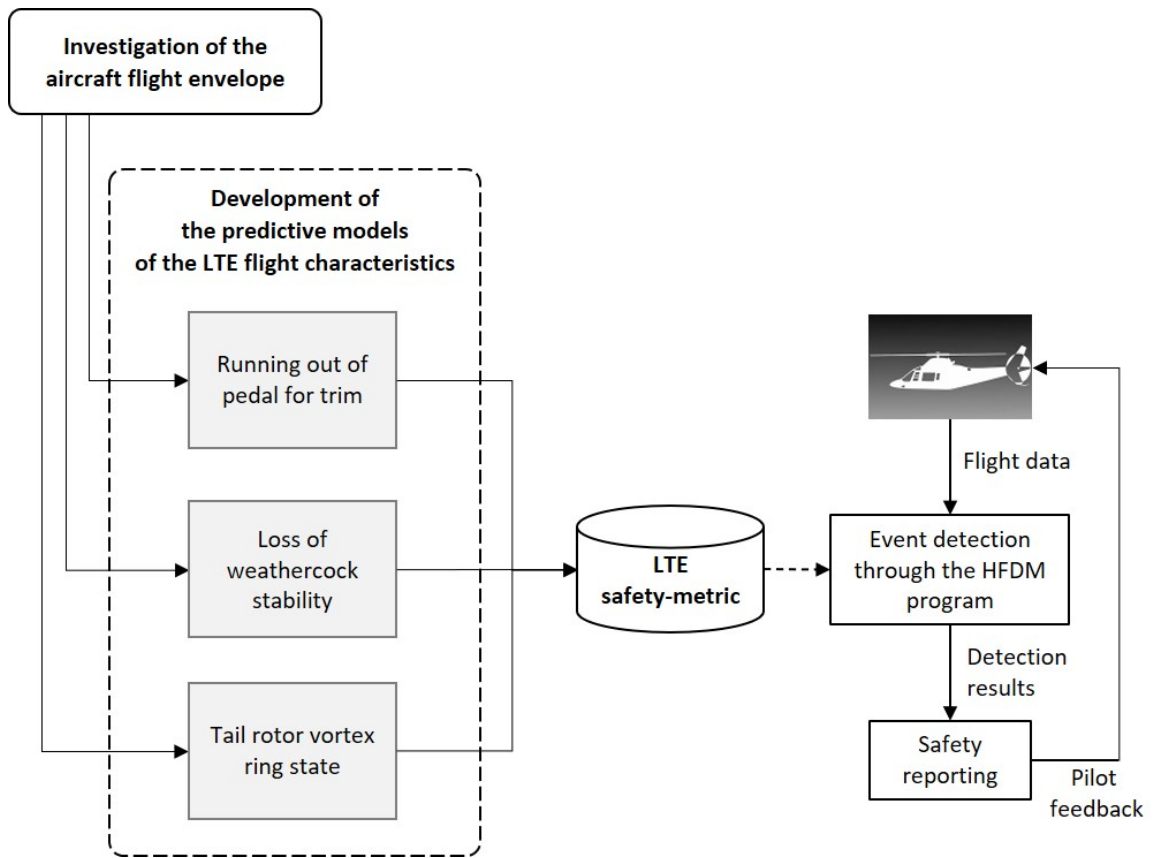 Investigation of the
aircraft flight envelope
Development of
the predictive models
of the LTE flight characteristics
Running out of
pedal for trim
Loss of
weathercock
stability
Tail rotor vortex
ring state
LTE
safety-metric
Flight data
Event detection
through the HFDM
program
Detection
results
Safety
reporting
Pilot
feedback